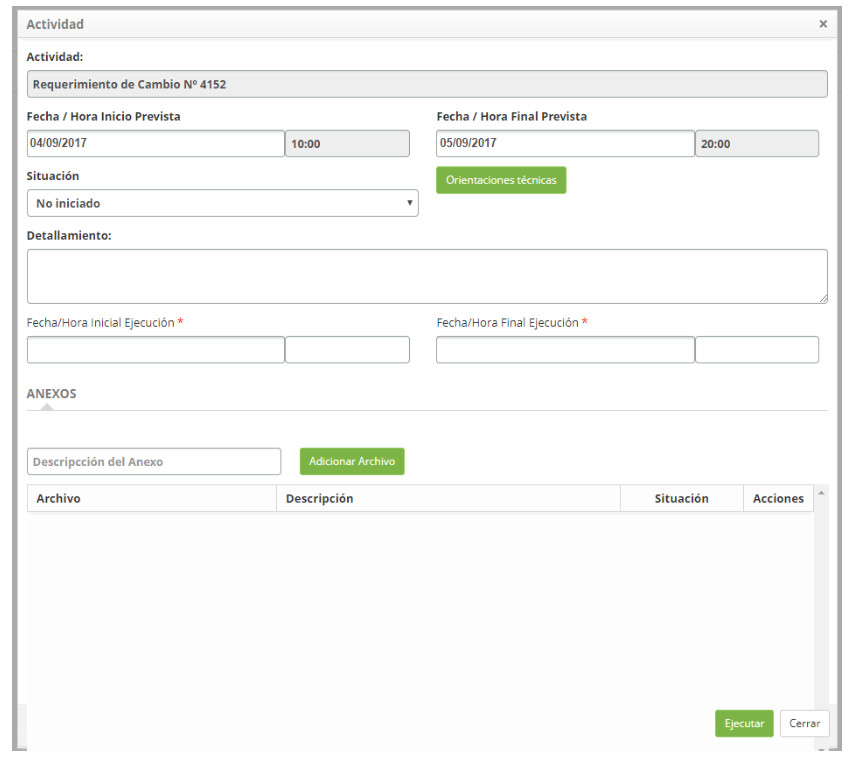 Actividad ×
Actividad:
Requerimiento de Cambio Nº 4152
Fecha / Hora Inicio Prevista Fecha / Hora Final Prevista
04/09/2017 10:00 05/09/2017 20:00
Situación Orientaciones técnicas
No iniciado
Detallamiento:
Fecha/Hora Inicial Ejecución * Fecha/Hora Final Ejecución *
ANEXOS
Descripcción del Anexo Adicionar Archivo
Archivo Descripción Situación Acciones
Ejecutar Cerrar